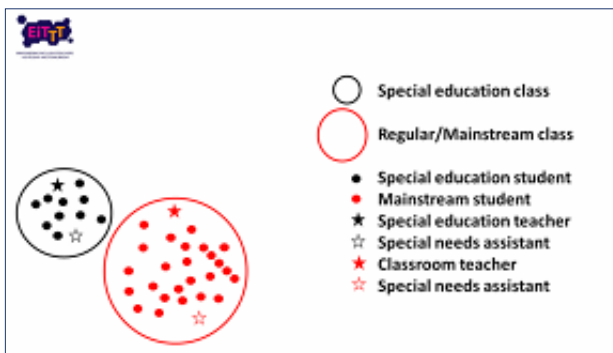 EiTTT
Special education class
Regular/Mainstream class
Special education student
Mainstream student
Special education teacher
Special needs assistant
Classroom teacher
Special needs assistant